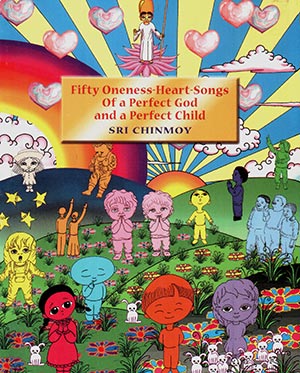 Fifty Oneness-Heart-Songs
Of a Perfect God
and a Perfect Child
SRI CHINMOY